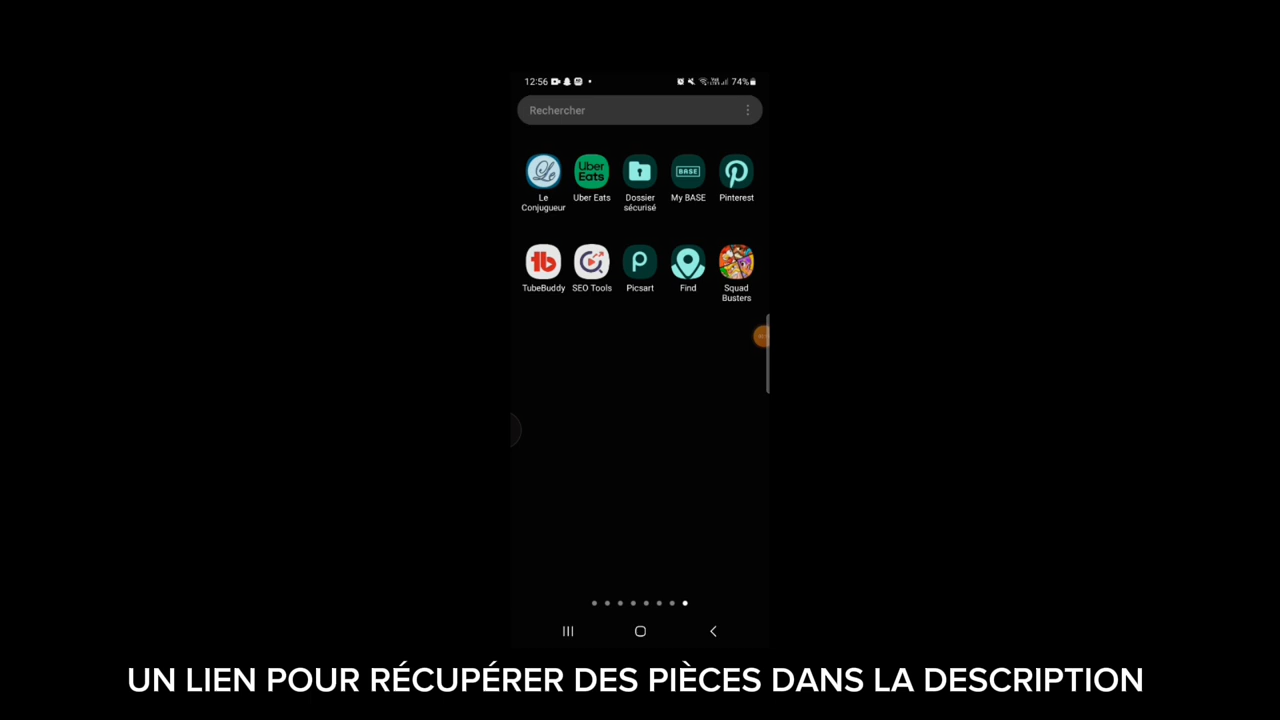 12:56
74%
Rechercher
Le Conjugueur
Uber Eats
Uber Eats
Dossier sécurisé
BASE
My BASE
Pinterest
TubeBuddy
SEO Tools
Picsart
Find
Squad Busters
UN LIEN POUR RÉCUPÉRER DES PIÈCES DANS LA DESCRIPTION